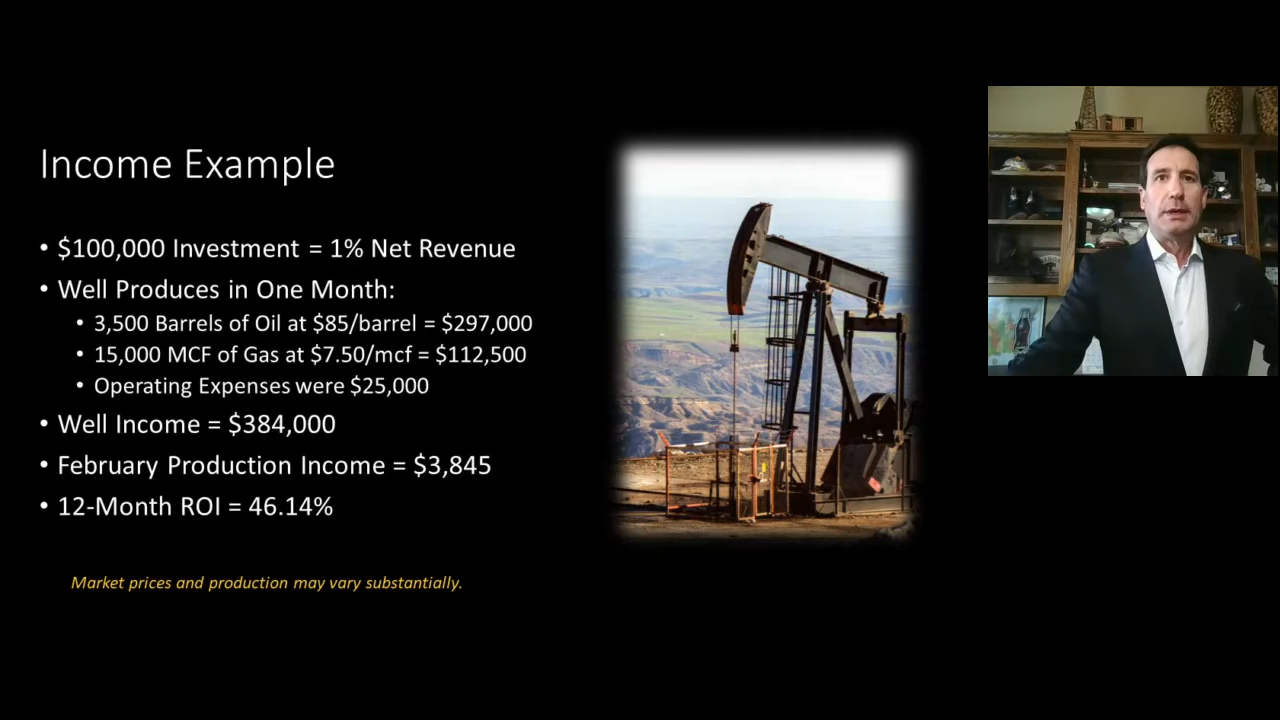 Income Example
• $100,000 Investment = 1% Net Revenue
• Well Produces in One Month:
• 3,500 Barrels of Oil at $85/barrel = $297,000
• 15,000 MCF of Gas at $7.50/mcf = $112,500
• Operating Expenses were $25,000
• Well Income = $384,000
• February Production Income = $3,845
• 12-Month ROI = 46.14%
Market prices and production may vary substantially.